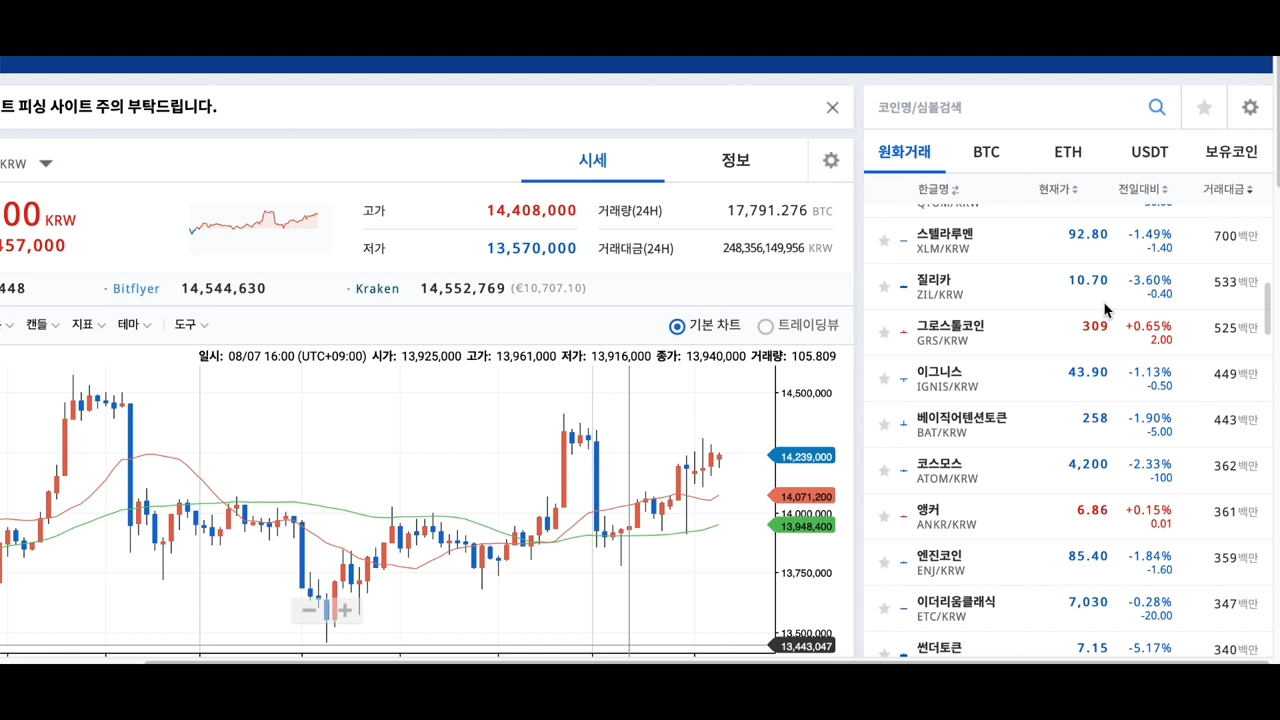 트 피싱 사이트 주의 부탁드립니다.
KRW
시세
정보
00 KRW
457,000
고가 14,408,000
거래량(24H) 17,791.276 BTC
저가 13,570,000
거래대금(24H) 248,356,149,956 KRW
448 · Bitflyer 14,544,630 · Kraken 14,552,769 (€10,707.10)
캔들 지표 테마 도구
기본 차트 트레이딩뷰
일시: 08/07 16:00 (UTC+09:00) 시가: 13,925,000 고가: 13,961,000 저가: 13,916,000 종가: 13,940,000 거래량: 105.809
14,500,000
14,239,000
14,071,200
14,000,000
13,948,400
13,750,000
13,500,000
13,443,047
코인명/심볼검색
원화거래 BTC ETH USDT 보유코인
한글명 현재가 전일대비 거래대금
스텔라루멘 92.80 -1.49% 700백만
XLM/KRW -1.40
질리카 10.70 -3.60% 533백만
ZIL/KRW -0.40
그로스톨코인 309 +0.65% 525백만
GRS/KRW 2.00
이그니스 43.90 -1.13% 449백만
IGNIS/KRW -0.50
베이직어텐션토큰 258 -1.90% 443백만
BAT/KRW -5.00
코스모스 4,200 -2.33% 362백만
ATOM/KRW -100
앵커 6.86 +0.15% 361백만
ANKR/KRW 0.01
엔진코인 85.40 -1.84% 359백만
ENJ/KRW -1.60
이더리움클래식 7,030 -0.28% 347백만
ETC/KRW -20.00
썬더토큰 7.15 -5.17% 340백만